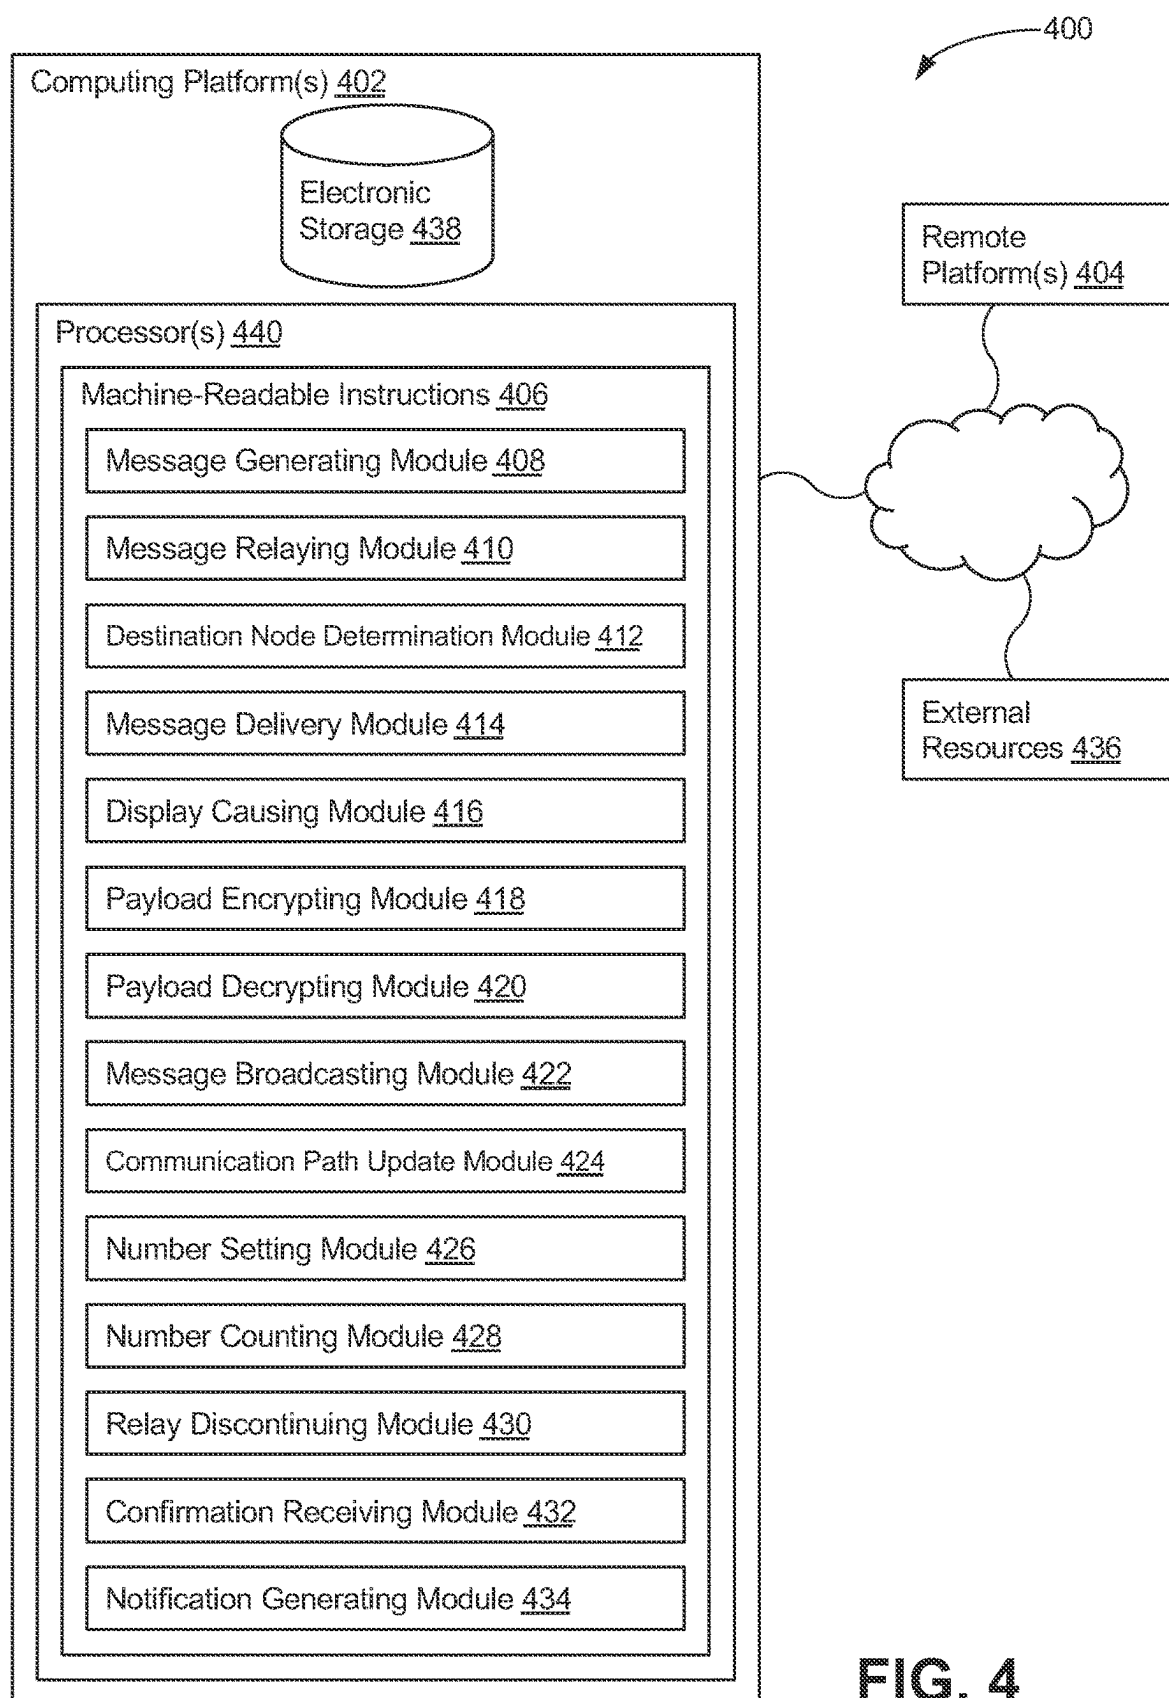 400
Computing Platform(s) 402
Electronic
Storage 438
Remote
Platform(s) 404
Processor(s) 440
Machine-Readable Instructions 406
Message Generating Module 408
Message Relaying Module 410
Destination Node Determination Module 412
Message Delivery Module 414
External
Resources 436
Display Causing Module 416
Payload Encrypting Module 418
Payload Decrypting Module 420
Message Broadcasting Module 422
Communication Path Update Module 424
Number Setting Module 426
Number Counting Module 428
Relay Discontinuing Module 430
Confirmation Receiving Module 432
Notification Generating Module 434
FIG. 4